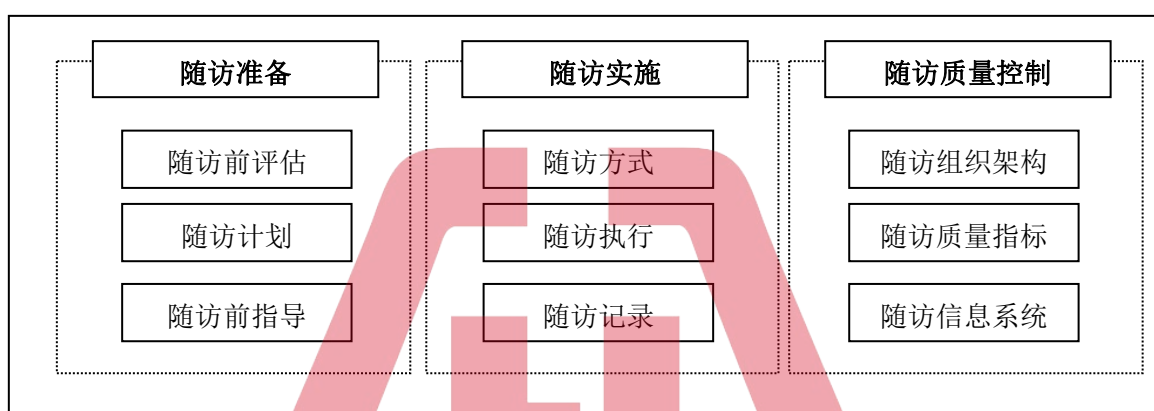 随访准备
随访前评估
随访计划
随访前指导
随访实施
随访方式
随访执行
随访记录
随访质量控制
随访组织架构
随访质量指标
随访信息系统